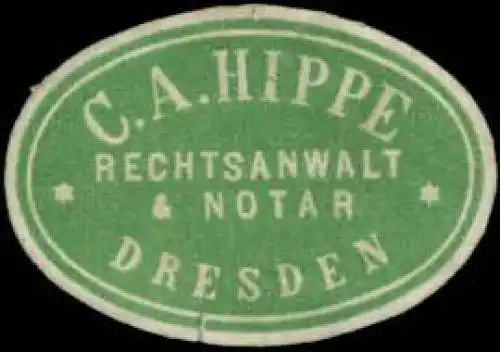 C.A.HIPPE
RECHTSANWALT
& NOTAR
DRESDEN